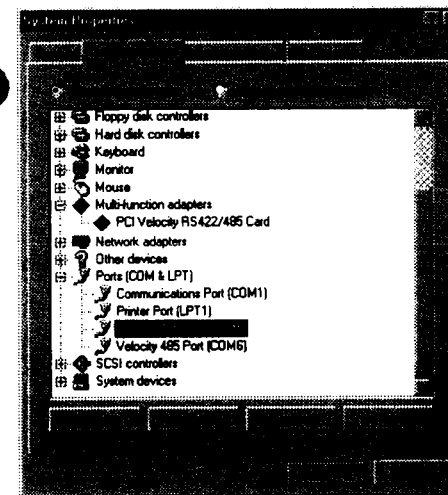 System Properties
Floppy disk controllers
Hard disk controllers
Keyboard
Monitor
Mouse
Multi-function adapters
PCI Velocity RS422/485 Card
Network adapters
Other devices
Ports (COM & LPT)
Communications Port (COM1)
Printer Port (LPT1)
Velocity 485 Port (COM6)
SCSI controllers
System devices